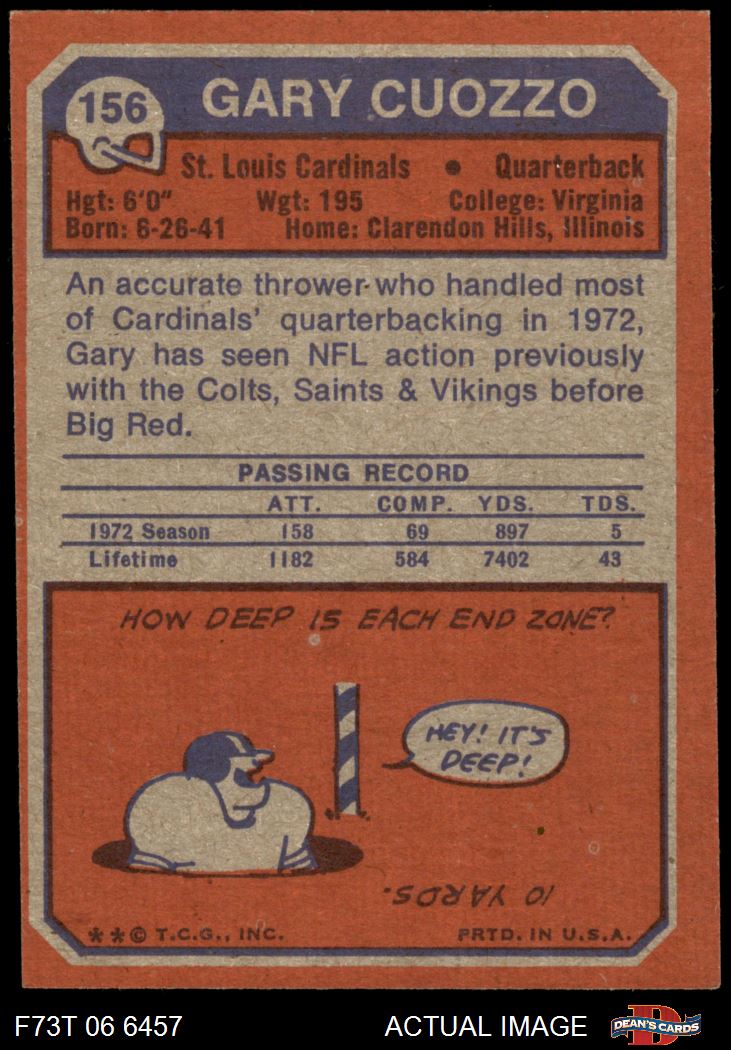 156
GARY CUOZZO
St. Louis Cardinals • Quarterback
Hgt: 6'0" Wgt: 195 College: Virginia
Born: 6-26-41 Home: Clarendon Hills, Illinois
An accurate thrower who handled most
of Cardinals' quarterbacking in 1972,
Gary has seen NFL action previously
with the Colts, Saints & Vikings before
Big Red.
PASSING RECORD
ATT. COMP. YDS. TDS.
1972 Season 158 69 897 5
Lifetime 1182 584 7402 43
HOW DEEP IS EACH END ZONE?
HEY! IT'S
DEEP!
10 YARDS.
**© T.C.G., INC. PRTD. IN U.S.A.
F73T 06 6457 ACTUAL IMAGE
D
DEAN'S CARDS